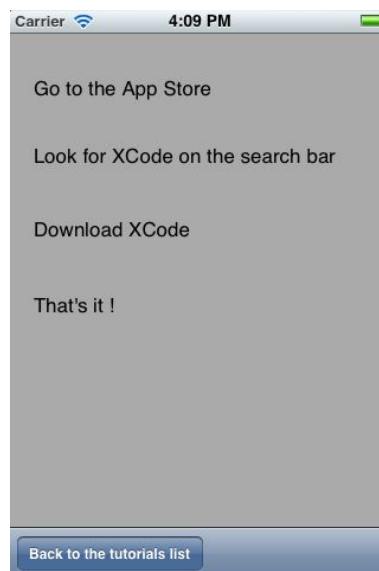 Carrier 4:09 PM
Go to the App Store
Look for XCode on the search bar
Download XCode
That's it !
Back to the tutorials list